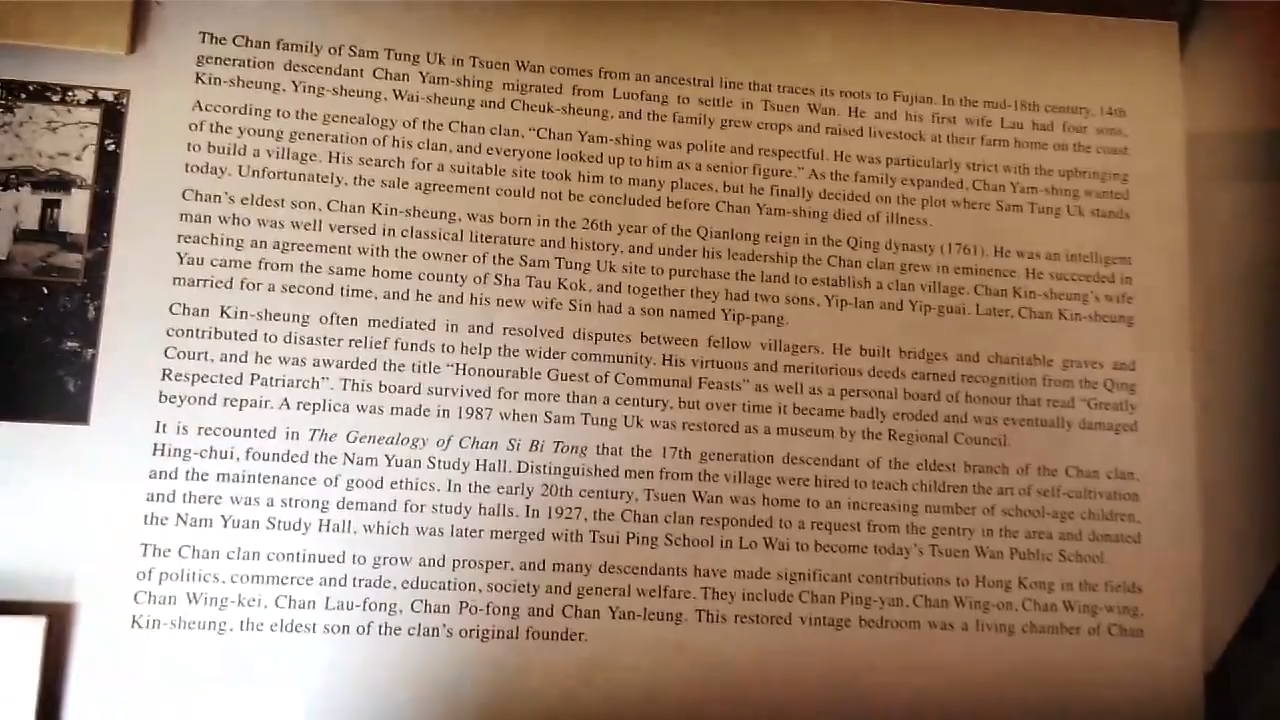 The Chan family of Sam Tung Uk in Tsuen Wan comes from an ancestral line that traces its roots to Fujian. In the mid-18th century, 14th
generation descendant Chan Yam-shing migrated from Luofang to settle in Tsuen Wan. He and his first wife Lau had four sons,
Kin-sheung, Ying-sheung, Wai-sheung and Cheuk-sheung, and the family grew crops and raised livestock at their farm home on the coast.
According to the genealogy of the Chan clan, “Chan Yam-shing was polite and respectful. He was particularly strict with the upbringing
of the young generation of his clan, and everyone looked up to him as a senior figure.” As the family expanded, Chan Yam-shing wanted
to build a village. His search for a suitable site took him to many places, but he finally decided on the plot where Sam Tung Uk stands
today. Unfortunately, the sale agreement could not be concluded before Chan Yam-shing died of illness.
Chan’s eldest son, Chan Kin-sheung, was born in the 26th year of the Qianlong reign in the Qing dynasty (1761). He was an intelligent
man who was well versed in classical literature and history, and under his leadership the Chan clan grew in eminence. He succeeded in
reaching an agreement with the owner of the Sam Tung Uk site to purchase the land to establish a clan village. Chan Kin-sheung’s wife
Yau came from the same home county of Sha Tau Kok, and together they had two sons, Yip-lan and Yip-guai. Later, Chan Kin-sheung
married for a second time, and he and his new wife Sin had a son named Yip-pang.
Chan Kin-sheung often mediated in and resolved disputes between fellow villagers. He built bridges and charitable graves and
contributed to disaster relief funds to help the wider community. His virtuous and meritorious deeds earned recognition from the Qing
Court, and he was awarded the title “Honourable Guest of Communal Feasts” as well as a personal board of honour that read “Greatly
Respected Patriarch”. This board survived for more than a century, but over time it became badly eroded and was eventually damaged
beyond repair. A replica was made in 1987 when Sam Tung Uk was restored as a museum by the Regional Council.
It is recounted in The Genealogy of Chan Si Bi Tong that the 17th generation descendant of the eldest branch of the Chan clan,
Hing-chui, founded the Nam Yuan Study Hall. Distinguished men from the village were hired to teach children the art of self-cultivation
and the maintenance of good ethics. In the early 20th century, Tsuen Wan was home to an increasing number of school-age children,
and there was a strong demand for study halls. In 1927, the Chan clan responded to a request from the gentry in the area and donated
the Nam Yuan Study Hall, which was later merged with Tsui Ping School in Lo Wai to become today’s Tsuen Wan Public School.
The Chan clan continued to grow and prosper, and many descendants have made significant contributions to Hong Kong in the fields
of politics, commerce and trade, education, society and general welfare. They include Chan Ping-yan, Chan Wing-on, Chan Wing-wing,
Chan Wing-kei, Chan Lau-fong, Chan Po-fong and Chan Yan-leung. This restored vintage bedroom was a living chamber of Chan
Kin-sheung, the eldest son of the clan’s original founder.